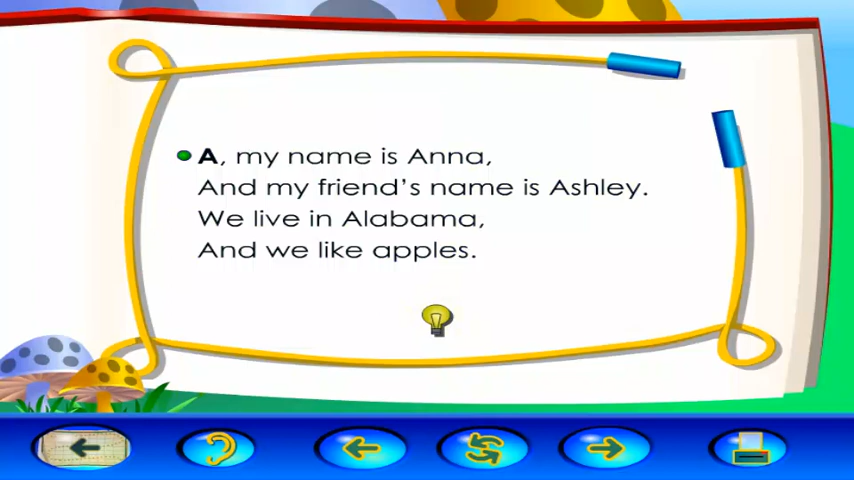 A, my name is Anna,
And my friend's name is Ashley.
We live in Alabama,
And we like apples.